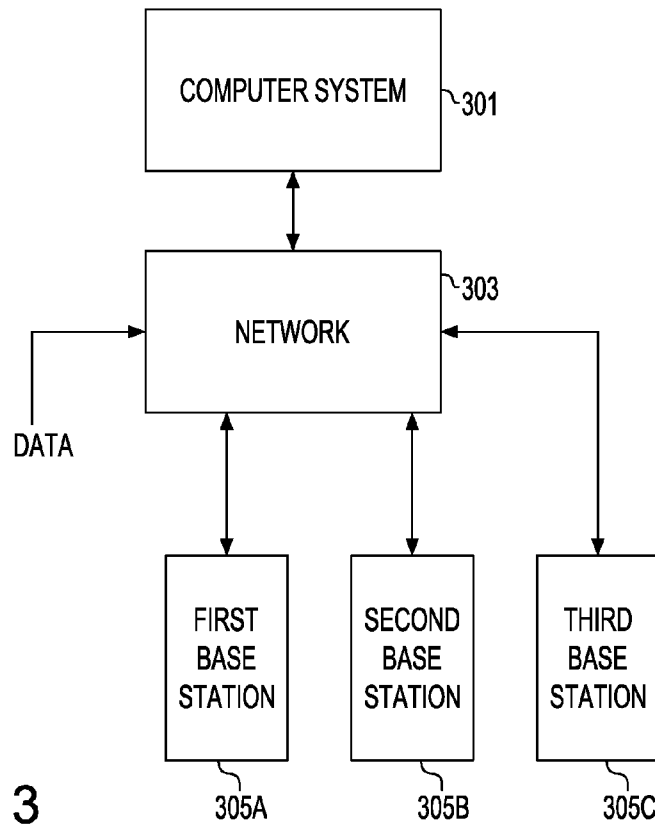 COMPUTER SYSTEM
301
303
NETWORK
DATA
FIRST
BASE
STATION
SECOND
BASE
STATION
THIRD
BASE
STATION
3
305A
305B
305C